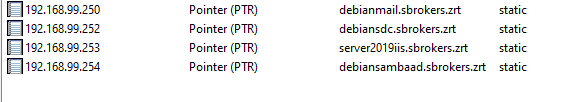 192.168.99.250 Pointer (PTR) debianmail.sbrokers.zrt static
192.168.99.252 Pointer (PTR) debiansdc.sbrokers.zrt static
192.168.99.253 Pointer (PTR) server2019iis.sbrokers.zrt static
192.168.99.254 Pointer (PTR) debiansambaad.sbrokers.zrt static